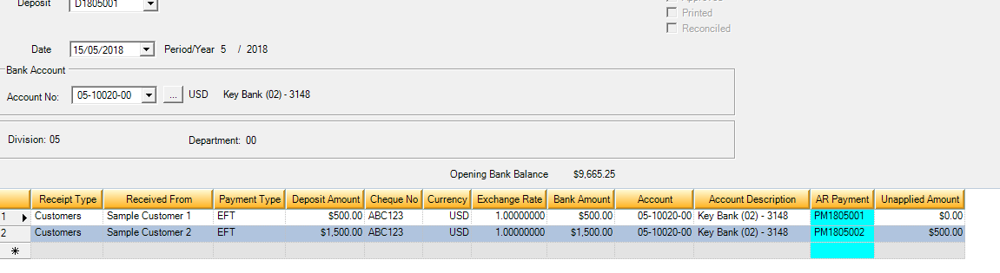 Deposit D1805001
Printed
Reconciled
Date 15/05/2018 Period/Year 5 / 2018
Bank Account
Account No: 05-10020-00 ... USD Key Bank (02) - 3148
Division: 05 Department: 00
Opening Bank Balance $9,665.25
Receipt Type Received From Payment Type Deposit Amount Cheque No Currency Exchange Rate Bank Amount Account Account Description AR Payment Unapplied Amount
1 Customers Sample Customer 1 EFT $500.00 ABC123 USD 1.00000000 $500.00 05-10020-00 Key Bank (02) - 3148 PM1805001 $0.00
2 Customers Sample Customer 2 EFT $1,500.00 ABC123 USD 1.00000000 $1,500.00 05-10020-00 Key Bank (02) - 3148 PM1805002 $500.00